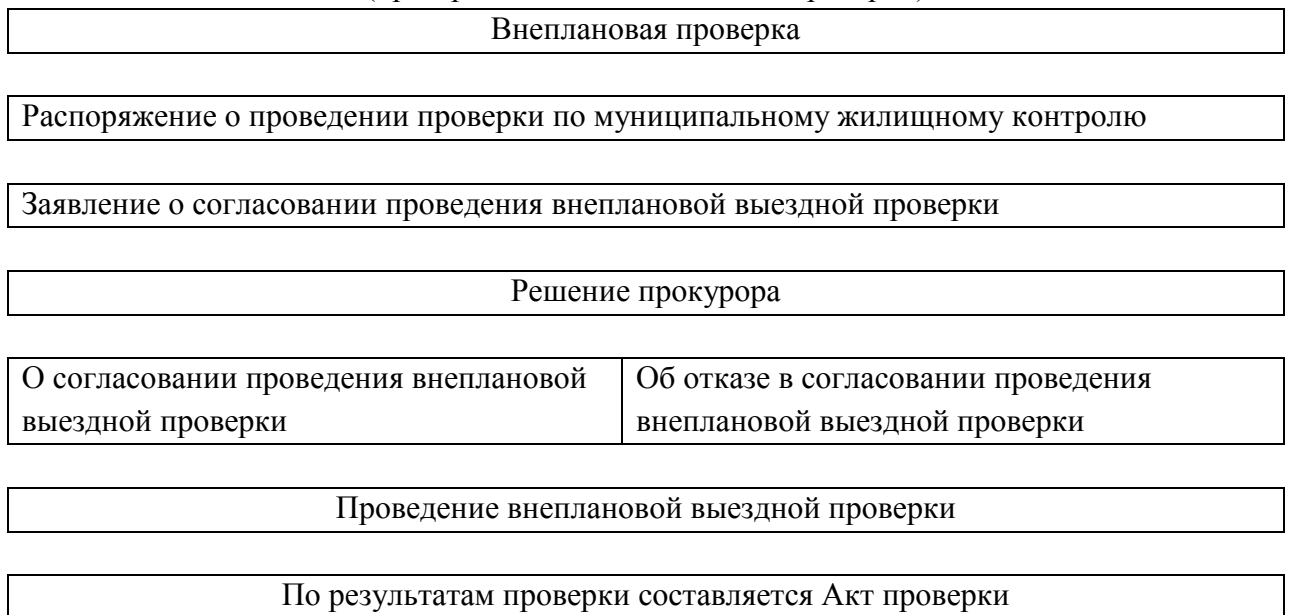 Внеплановая проверка
Распоряжение о проведении проверки по муниципальному жилищному контролю
Заявление о согласовании проведения внеплановой выездной проверки
Решение прокурора
О согласовании проведения внеплановой
выездной проверки
Об отказе в согласовании проведения
внеплановой выездной проверки
Проведение внеплановой выездной проверки
По результатам проверки составляется Акт проверки